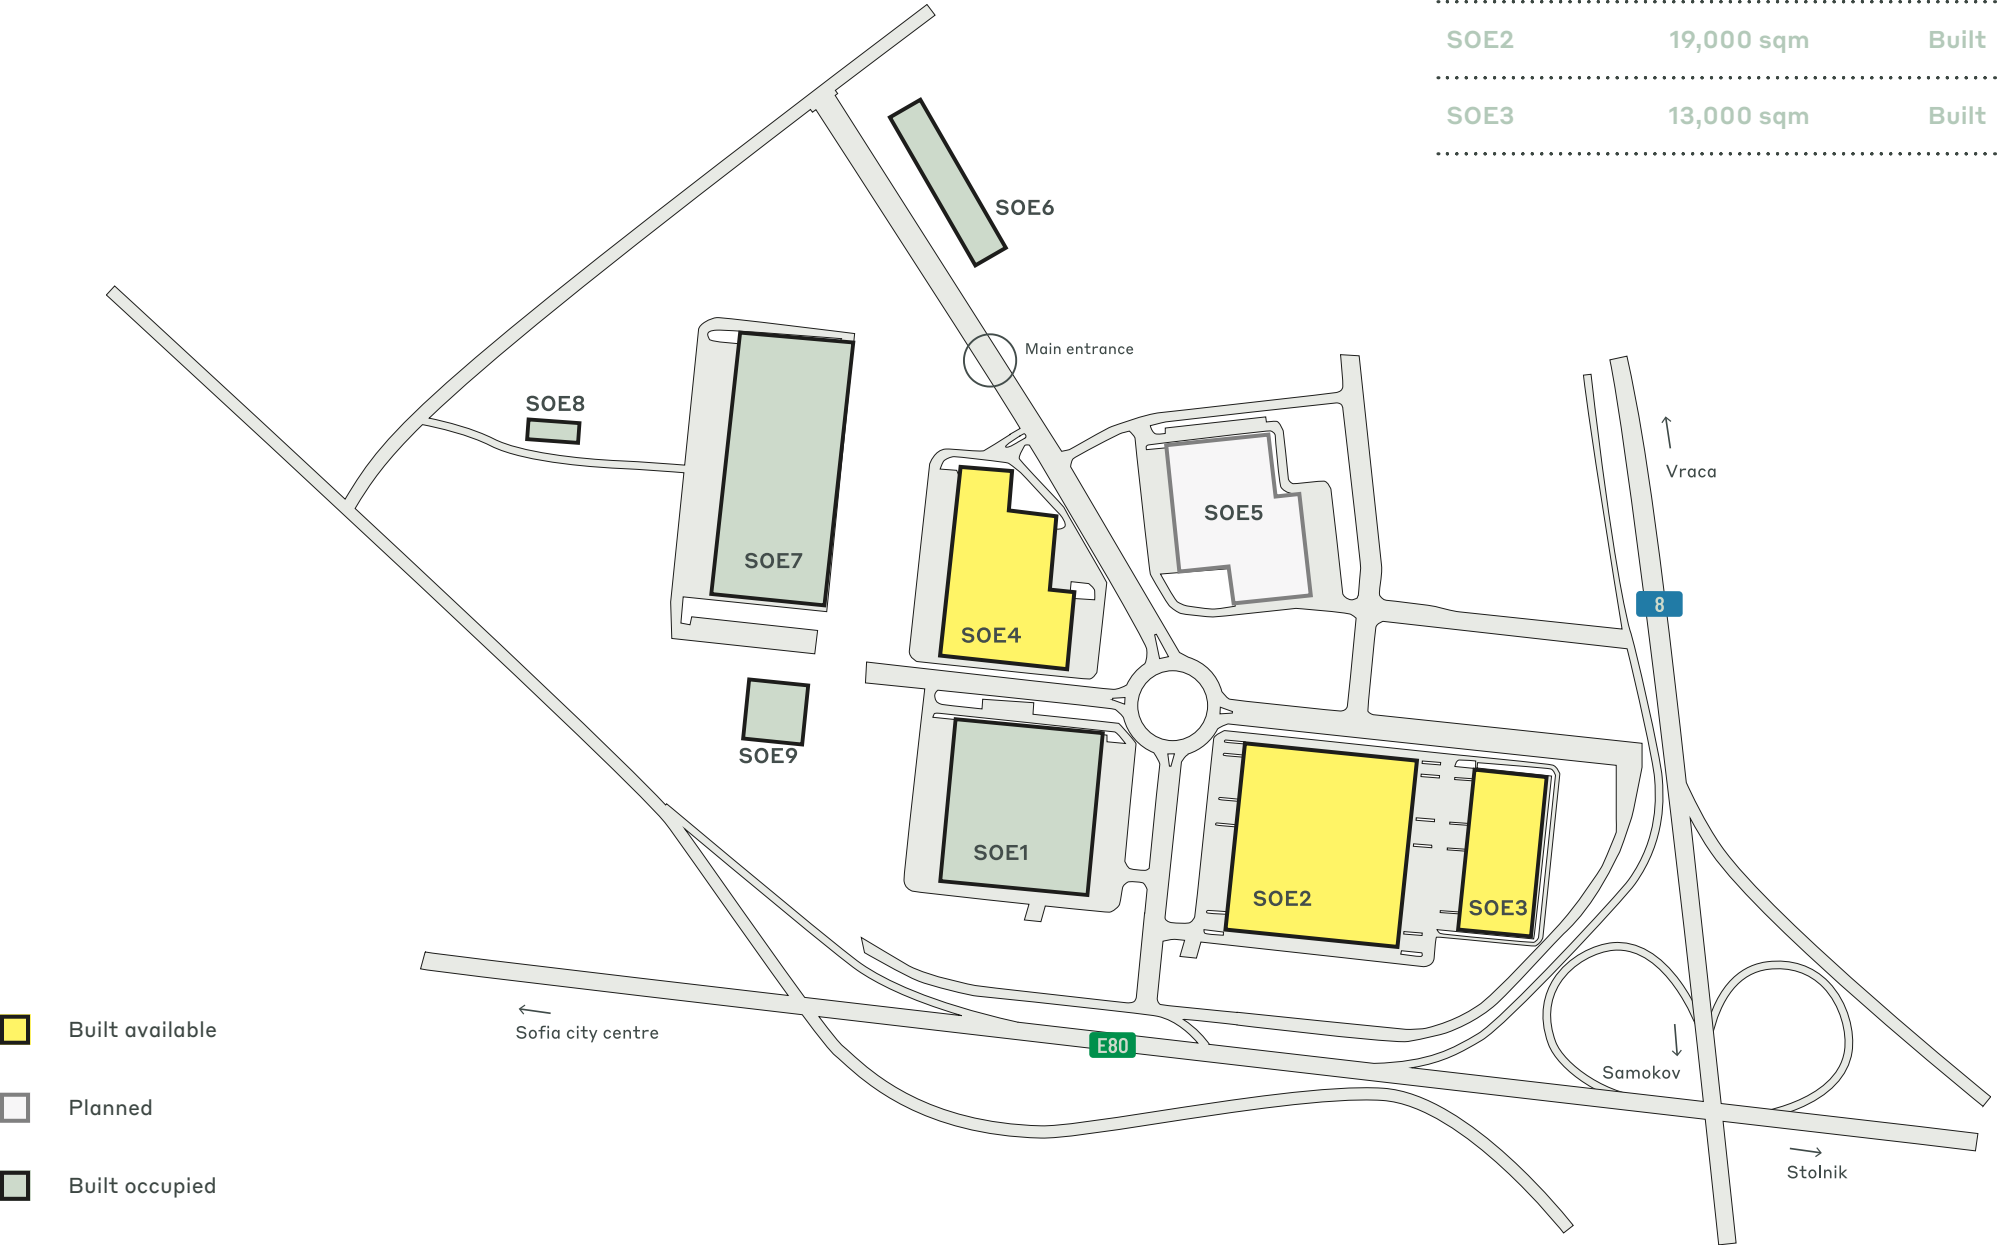 SOE2 19,000 sqm Built
SOE3 13,000 sqm Built
SOE6
Main entrance
SOE8
Vraca
SOE5
SOE7
8
SOE4
SOE9
SOE1
SOE2
SOE3
Sofia city centre
E80
Samokov
Stolnik
Built available
Planned
Built occupied